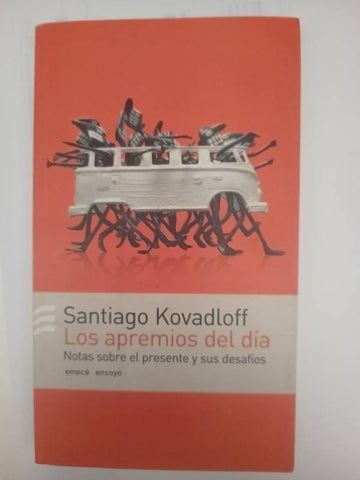 Santiago Kovadloff
Los apremios del día
Notas sobre el presente y sus desafíos
emecé ensayo